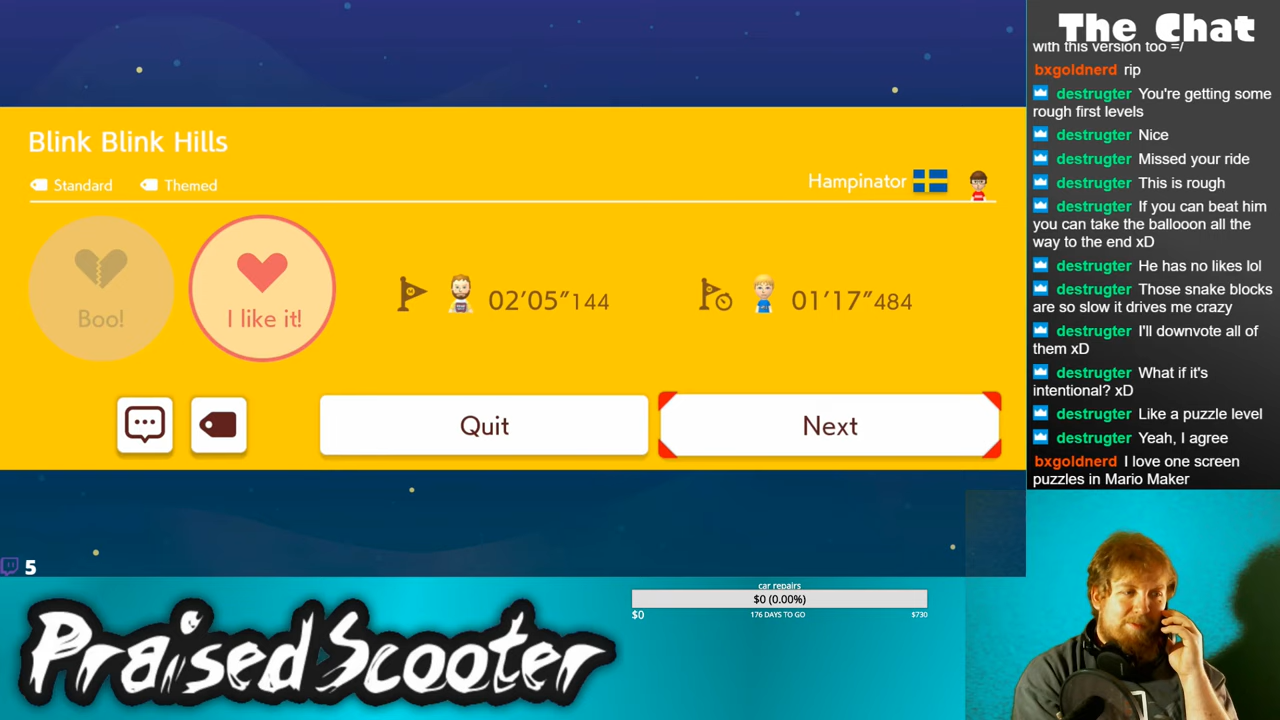 The Chat
with this version too =/
bxgoldnerd rip
destrugter You're getting some
rough first levels
destrugter Nice
destrugter Missed your ride
destrugter This is rough
destrugter If you can beat him
you can take the ballooon all the
way to the end xD
destrugter He has no likes lol
destrugter Those snake blocks
are so slow it drives me crazy
destrugter I'll downvote all of
them xD
destrugter What if it's
intentional? xD
destrugter Like a puzzle level
destrugter Yeah, I agree
bxgoldnerd I love one screen
puzzles in Mario Maker
Blink Blink Hills
Standard Themed
Hampinator
Boo!
I like it!
02'05"144
01'17"484
Quit
Next
5
car repairs
$0 (0.00%)
$0 176 DAYS TO GO $730
PraisedScooter